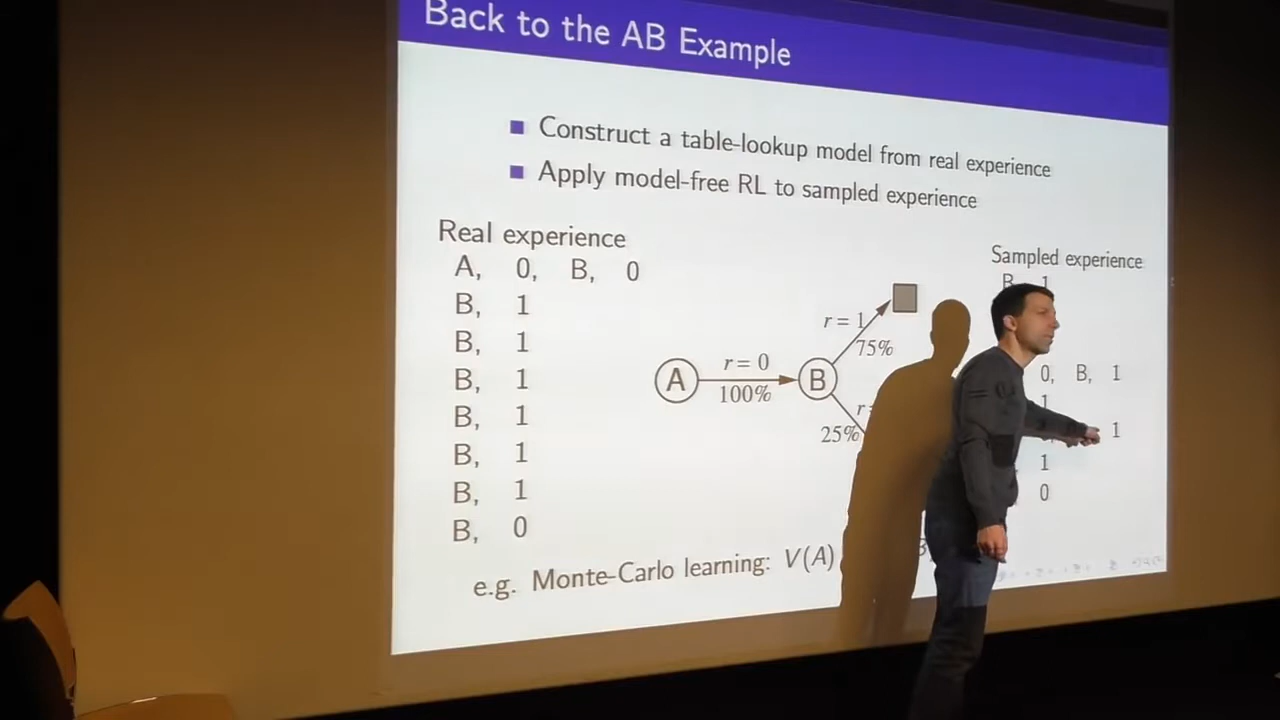 Back to the AB Example
Construct a table-lookup model from real experience
Apply model-free RL to sampled experience
Real experience
A, 0, B, 0
B, 1
B, 1
B, 1
B, 1
B, 1
B, 1
B, 0
A
r = 0
100%
B
r = 1
75%
r
25%
Sampled experience
B, 1
0, B, 1
1
1
1
0
e.g. Monte-Carlo learning: V(A)